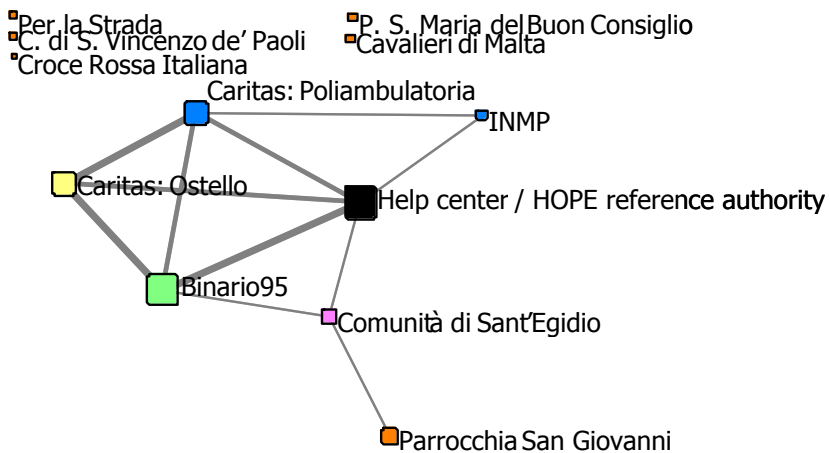 Per la Strada
P. S. Maria del Buon Consiglio
C. di S. Vincenzo de’ Paoli
Cavalieri di Malta
Croce Rossa Italiana
Caritas: Poliambulatoria
INMP
Caritas: Ostello
Help center / HOPE reference authority
Binario95
Comunità di Sant’Egidio
Parrocchia San Giovanni